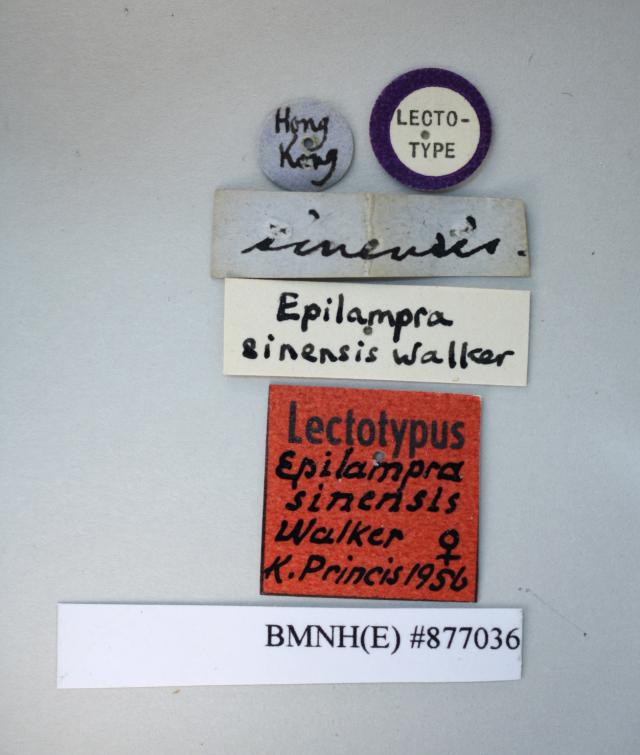 Hong
Kong
LECTO-
TYPE
sinensis.
Epilampra
sinensis Walker
Lectotypus
Epilampra
sinensis
Walker ♀
K. Princis 1956
BMNH(E) #877036